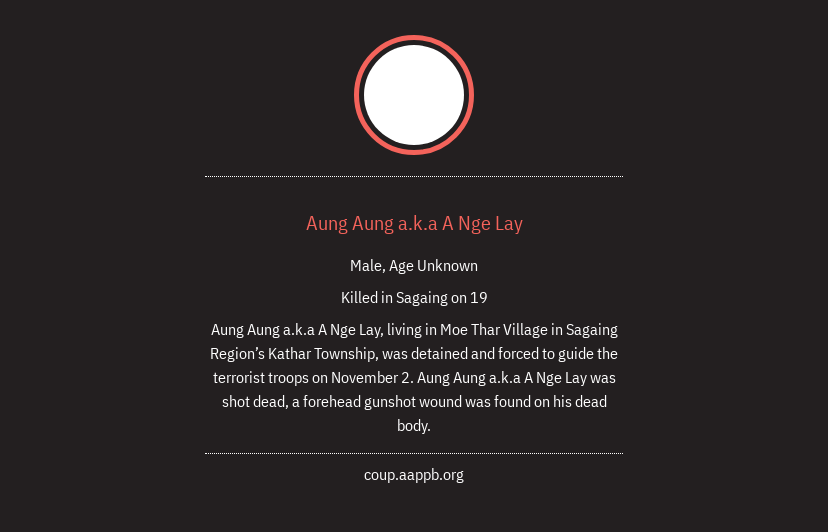 Aung Aung a.k.a A Nge Lay
Male, Age Unknown
Killed in Sagaing on 19
Aung Aung a.k.a A Nge Lay, living in Moe Thar Village in Sagaing
Region’s Kathar Township, was detained and forced to guide the
terrorist troops on November 2. Aung Aung a.k.a A Nge Lay was
shot dead, a forehead gunshot wound was found on his dead
body.
coup.aappb.org